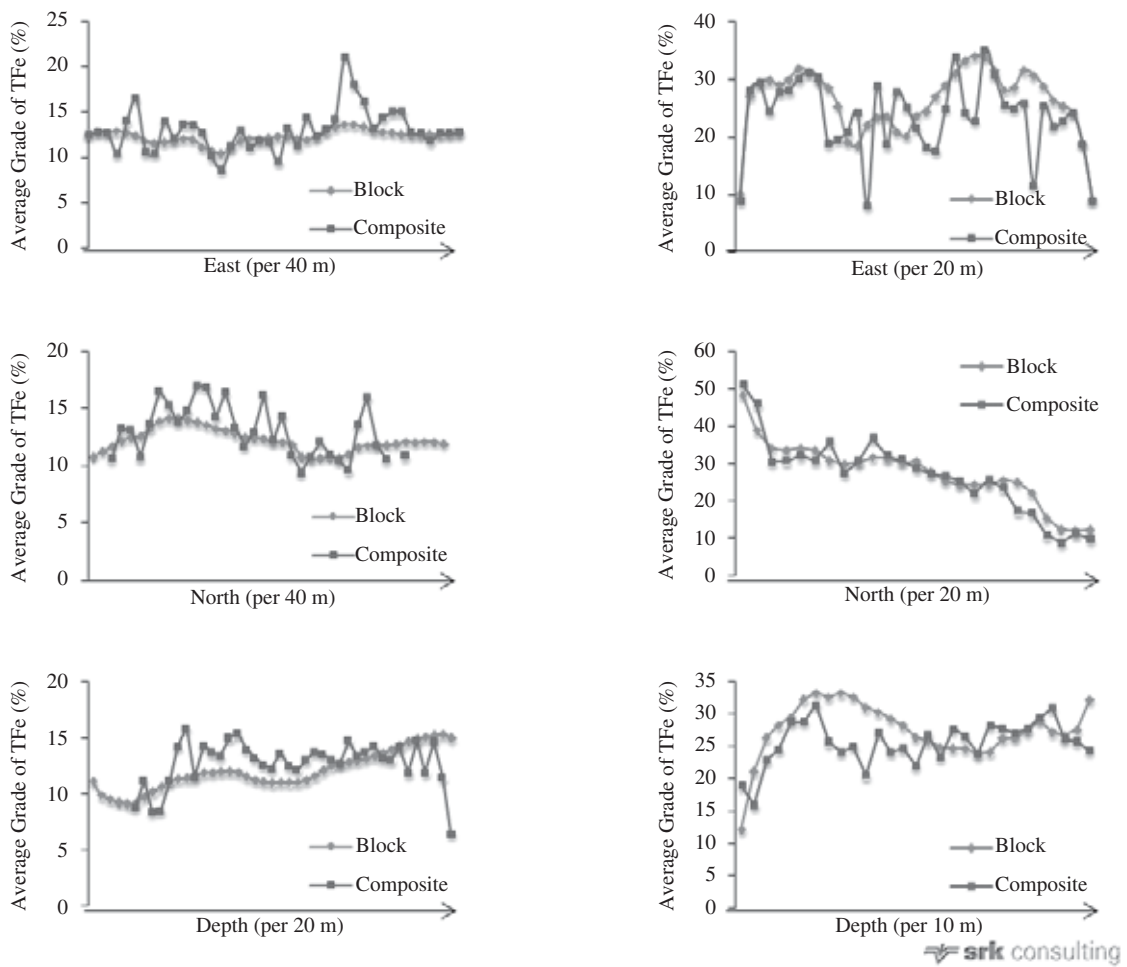 Average Grade of TFe (%)
25
20
15
10
5
0
Block
Composite
East (per 40 m)
Average Grade of TFe (%)
40
30
20
10
0
Block
Composite
East (per 20 m)
Average Grade of TFe (%)
20
15
10
5
0
Block
Composite
North (per 40 m)
Average Grade of TFe (%)
60
50
40
30
20
10
0
Block
Composite
North (per 20 m)
Average Grade of TFe (%)
20
15
10
5
0
Block
Composite
Depth (per 20 m)
Average Grade of TFe (%)
35
30
25
20
15
10
5
0
Block
Composite
Depth (per 10 m)
srk consulting